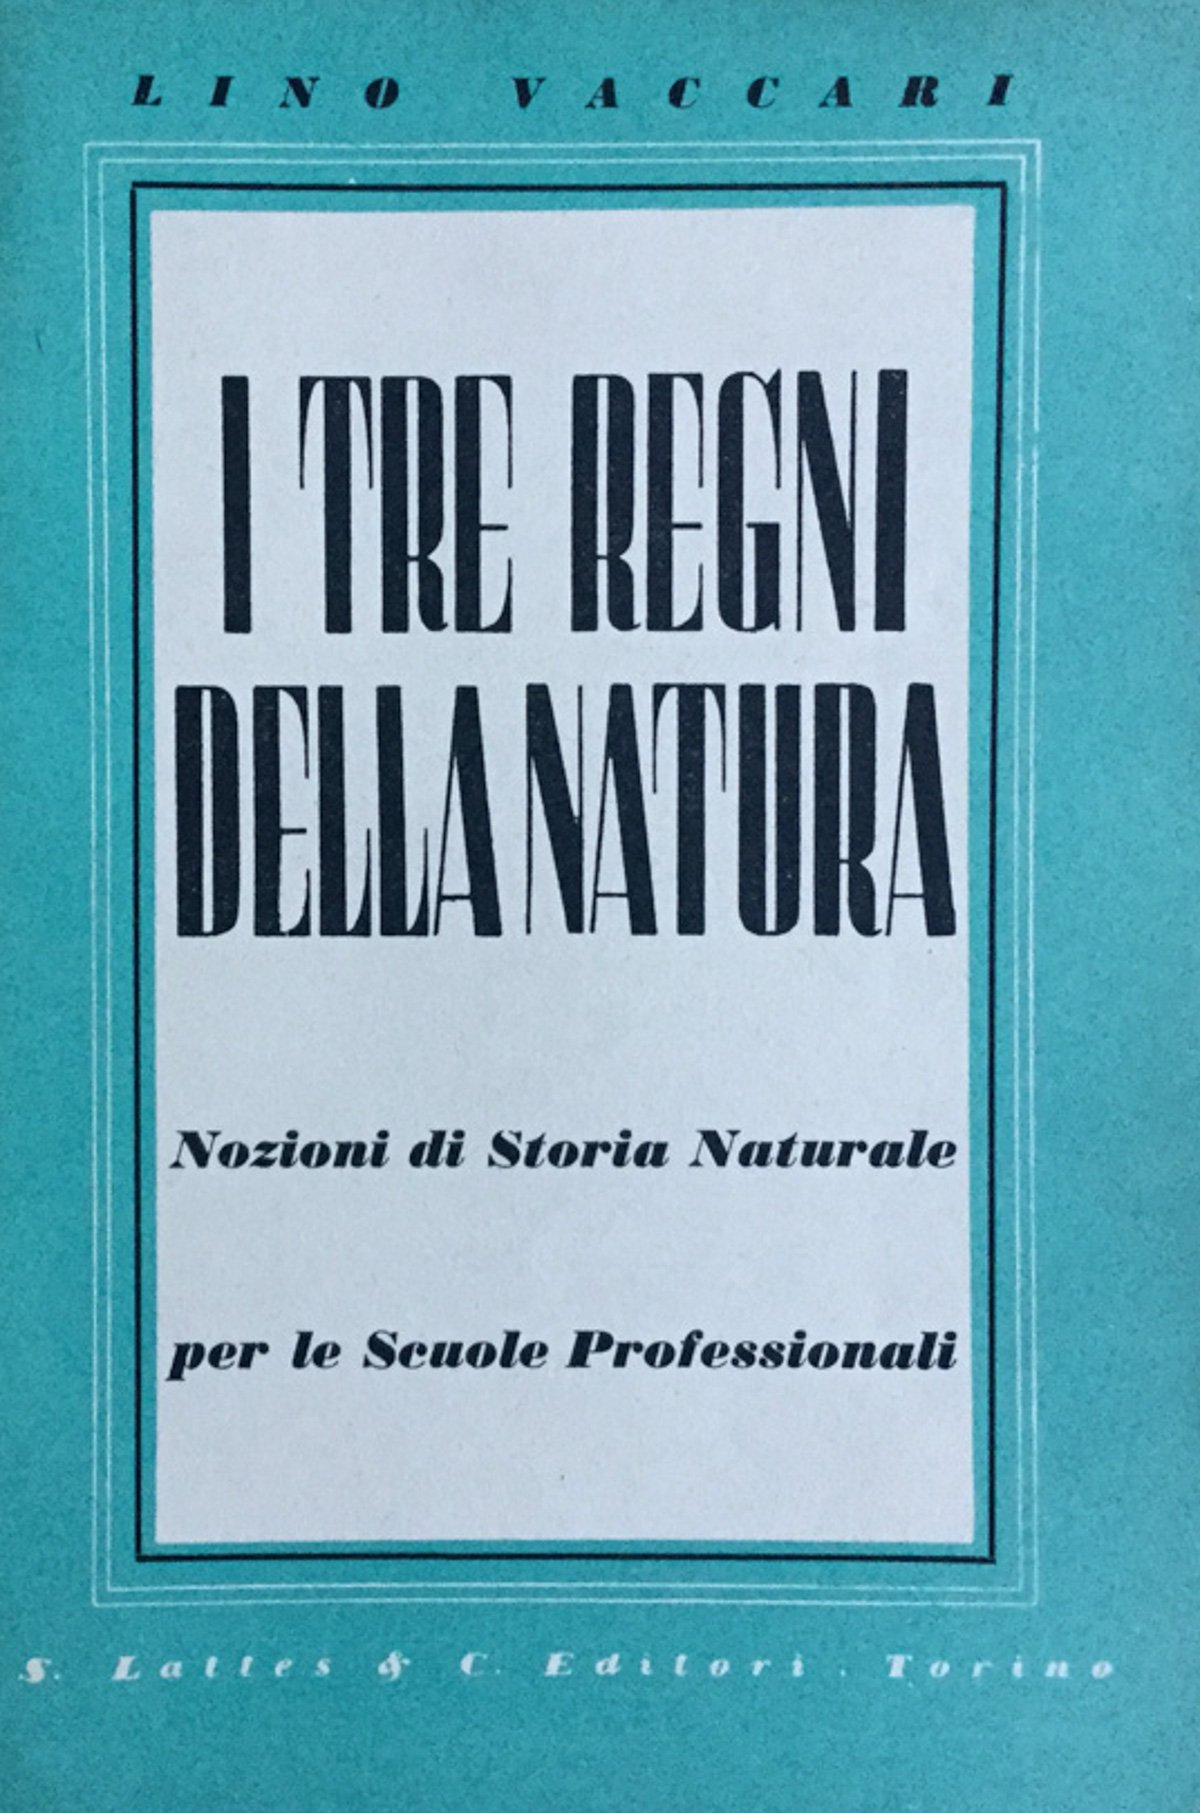 LINO VACCARI
I TRE REGNI
DELLA NATURA
Nozioni di Storia Naturale
per le Scuole Professionali
S. Lattes & C. Editori . Torino